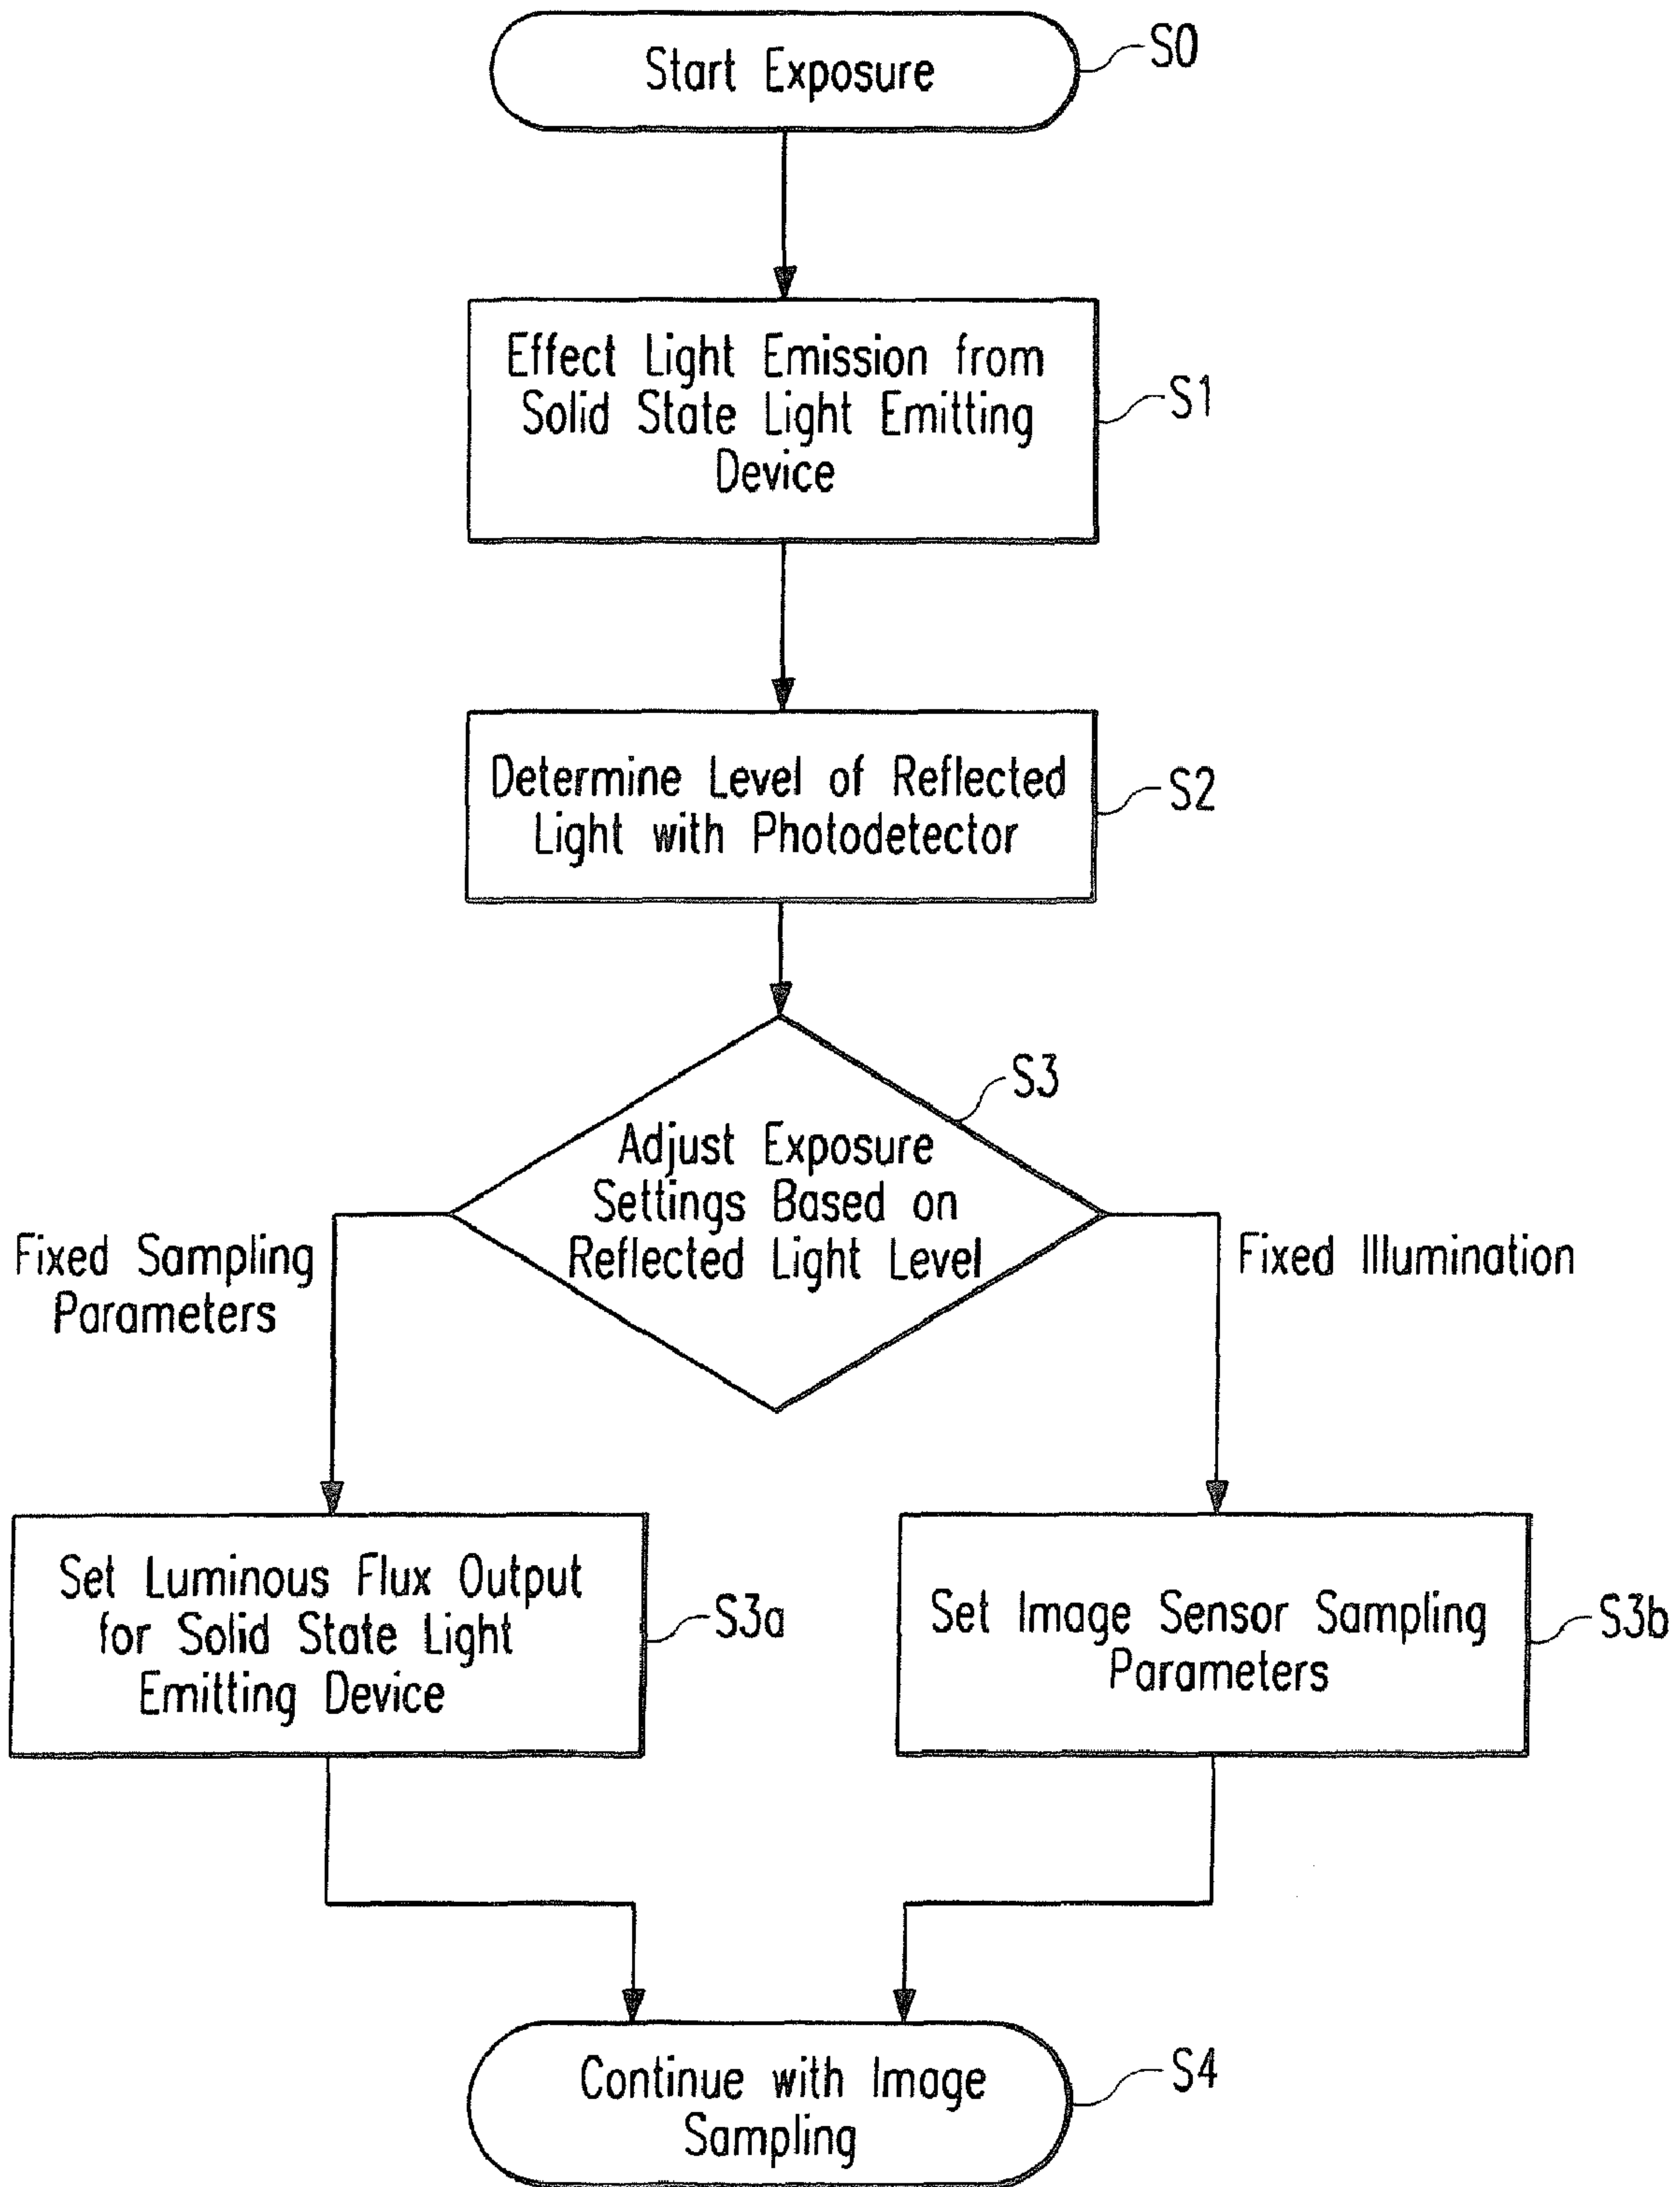 Start Exposure
S0
Effect Light Emission from
Solid State Light Emitting
Device
S1
Determine Level of Reflected
Light with Photodetector
S2
S3
Adjust Exposure
Settings Based on
Reflected Light Level
Fixed Sampling
Parameters
Fixed Illumination
Set Luminous Flux Output
for Solid State Light
Emitting Device
S3a
Set Image Sensor Sampling
Parameters
S3b
Continue with Image
Sampling
S4